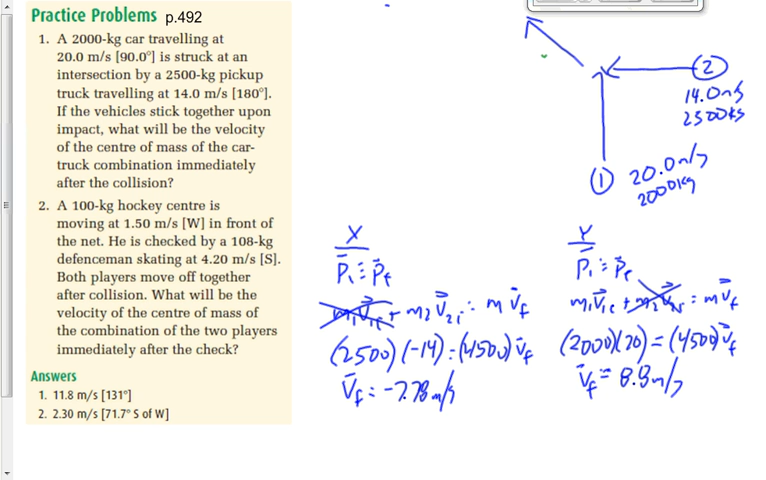 Practice Problems p.492
1. A 2000-kg car travelling at
20.0 m/s [90.0°] is struck at an
intersection by a 2500-kg pickup
truck travelling at 14.0 m/s [180°].
If the vehicles stick together upon
impact, what will be the velocity
of the centre of mass of the car-
truck combination immediately
after the collision?
2. A 100-kg hockey centre is
moving at 1.50 m/s [W] in front of
the net. He is checked by a 108-kg
defenceman skating at 4.20 m/s [S].
Both players move off together
after collision. What will be the
velocity of the centre of mass of
the combination of the two players
immediately after the check?
Answers
1. 11.8 m/s [131°]
2. 2.30 m/s [71.7° S of W]
2
14.0m/s
2500kg
1 20.0m/s
2000kg
X
P⃗i = P⃗f
m₁V⃗₁i + m₂V⃗₂i = m V⃗f
(2500)(-14) = (4500)V⃗f
V⃗f = -7.78m/s
Y
P⃗i = P⃗f
m₁V⃗₁i + m₂V⃗₂i = mV⃗f
(2000)(20) = (4500)V⃗f
V⃗f = 8.8m/s